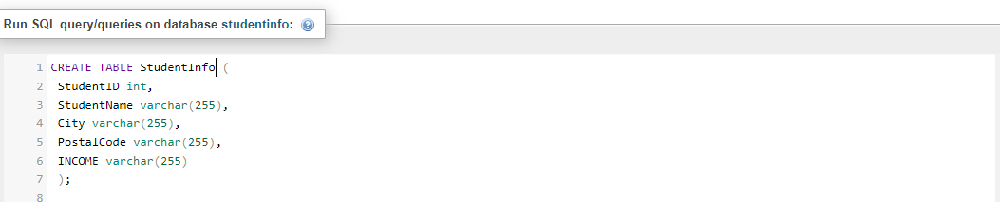 Run SQL query/queries on database studentinfo:
1 CREATE TABLE StudentInfo (
2 StudentID int,
3 StudentName varchar(255),
4 City varchar(255),
5 PostalCode varchar(255),
6 INCOME varchar(255)
7 );
8